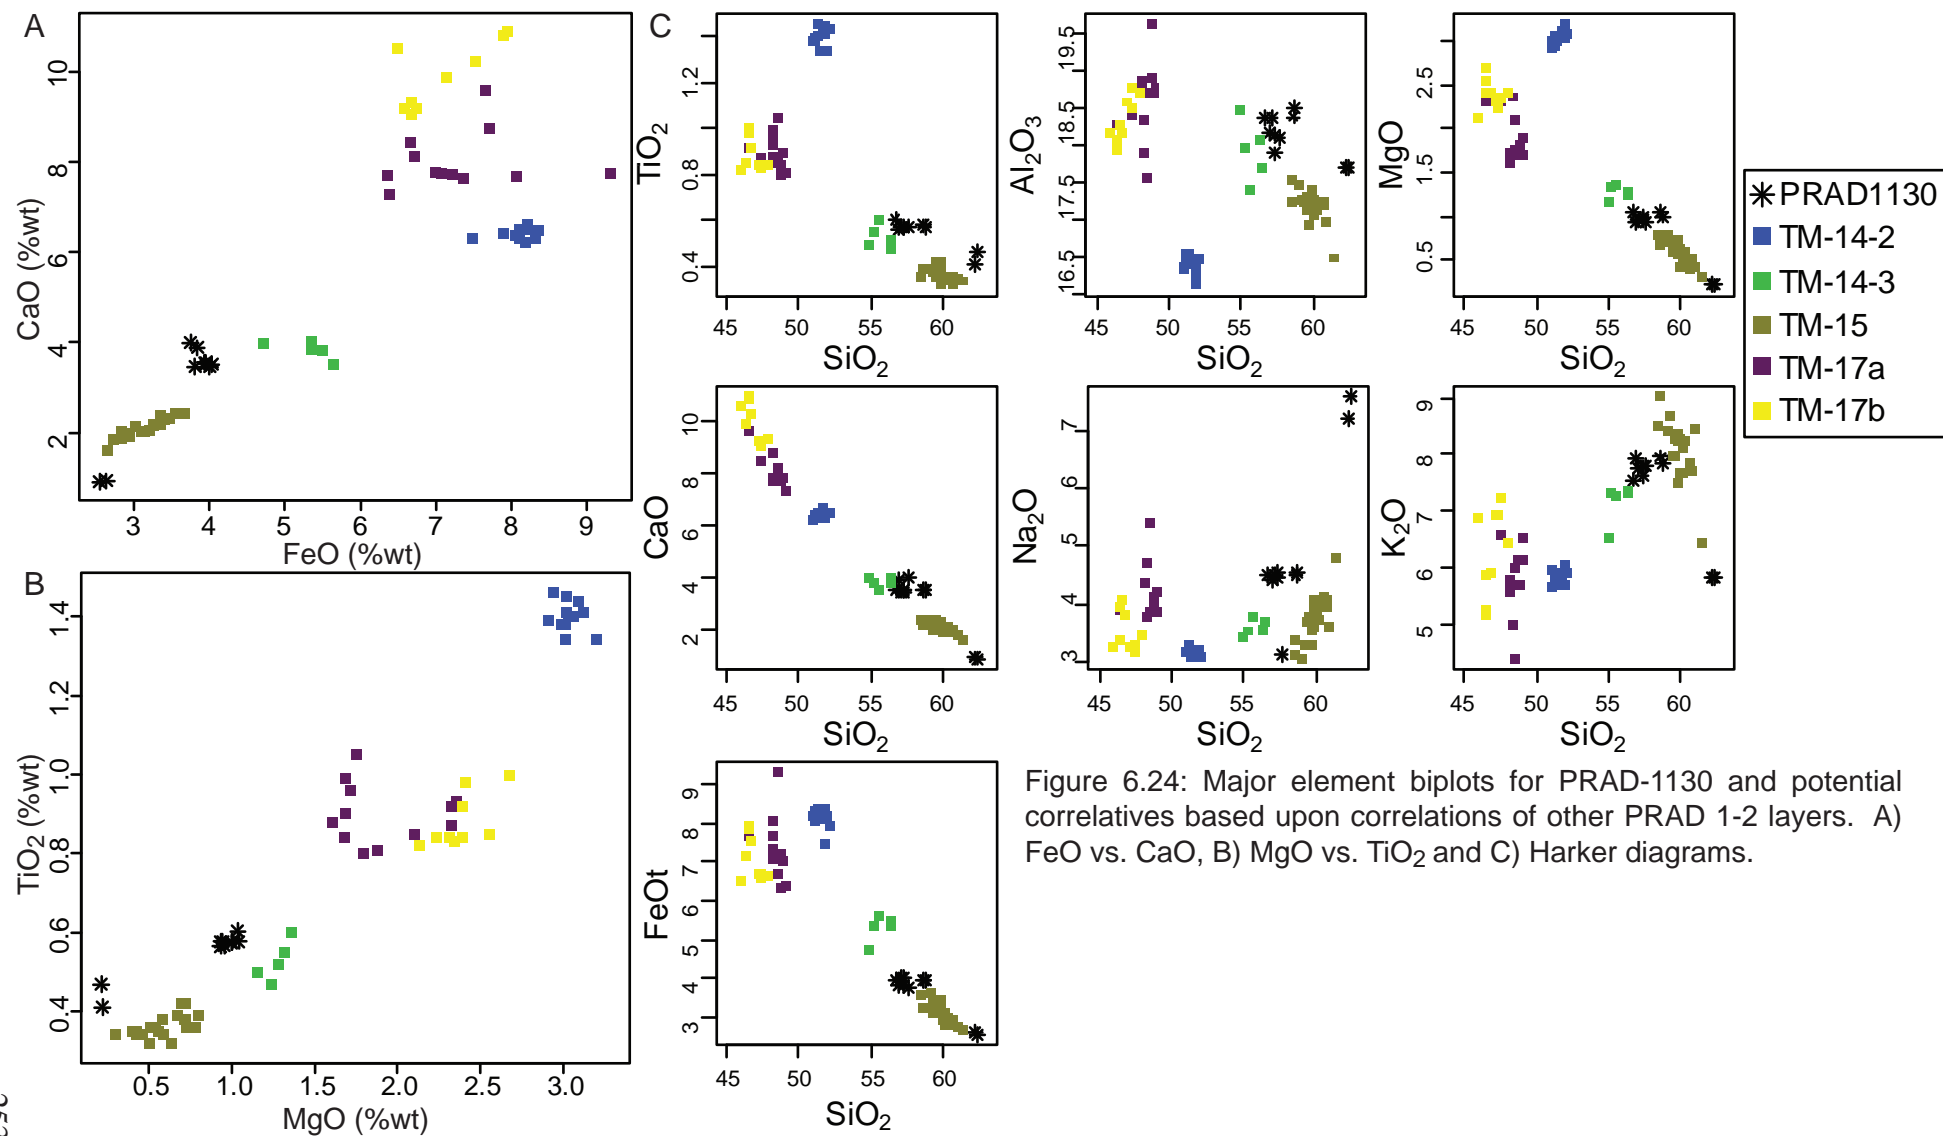 A
CaO (%wt)
10
8
6
4
2
3 4 5 6 7 8 9
FeO (%wt)
B
TiO2 (%wt)
1.4
1.2
1.0
0.8
0.6
0.4
0.5 1.0 1.5 2.0 2.5 3.0
MgO (%wt)
C
TiO2
1.2
0.8
0.4
45 50 55 60
SiO2
Al2O3
19.5
18.5
17.5
16.5
45 50 55 60
SiO2
MgO
2.5
1.5
0.5
45 50 55 60
SiO2
PRAD1130
TM-14-2
TM-14-3
TM-15
TM-17a
TM-17b
CaO
10
8
6
4
2
45 50 55 60
SiO2
Na2O
7
6
5
4
3
45 50 55 60
SiO2
K2O
9
8
7
6
5
45 50 55 60
SiO2
FeOt
9
8
7
6
5
4
3
45 50 55 60
SiO2
Figure 6.24: Major element biplots for PRAD-1130 and potential
correlatives based upon correlations of other PRAD 1-2 layers. A)
FeO vs. CaO, B) MgO vs. TiO2 and C) Harker diagrams.